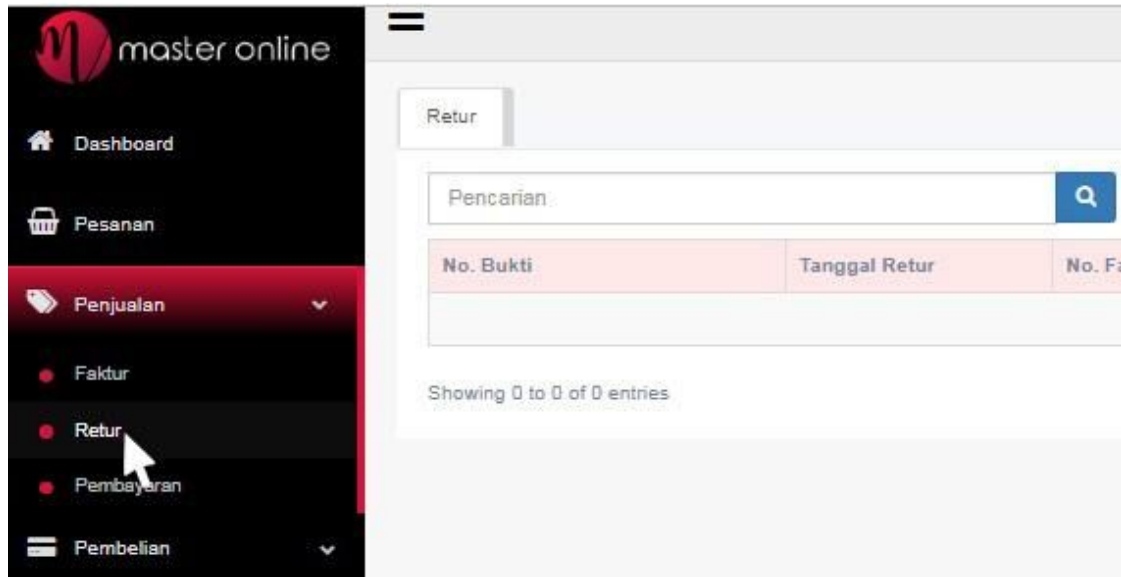 master online
Dashboard
Pesanan
Penjualan
Faktur
Retur
Pembayaran
Pembelian
Retur
Pencarian
No. Bukti Tanggal Retur No.
Showing 0 to 0 of 0 entries